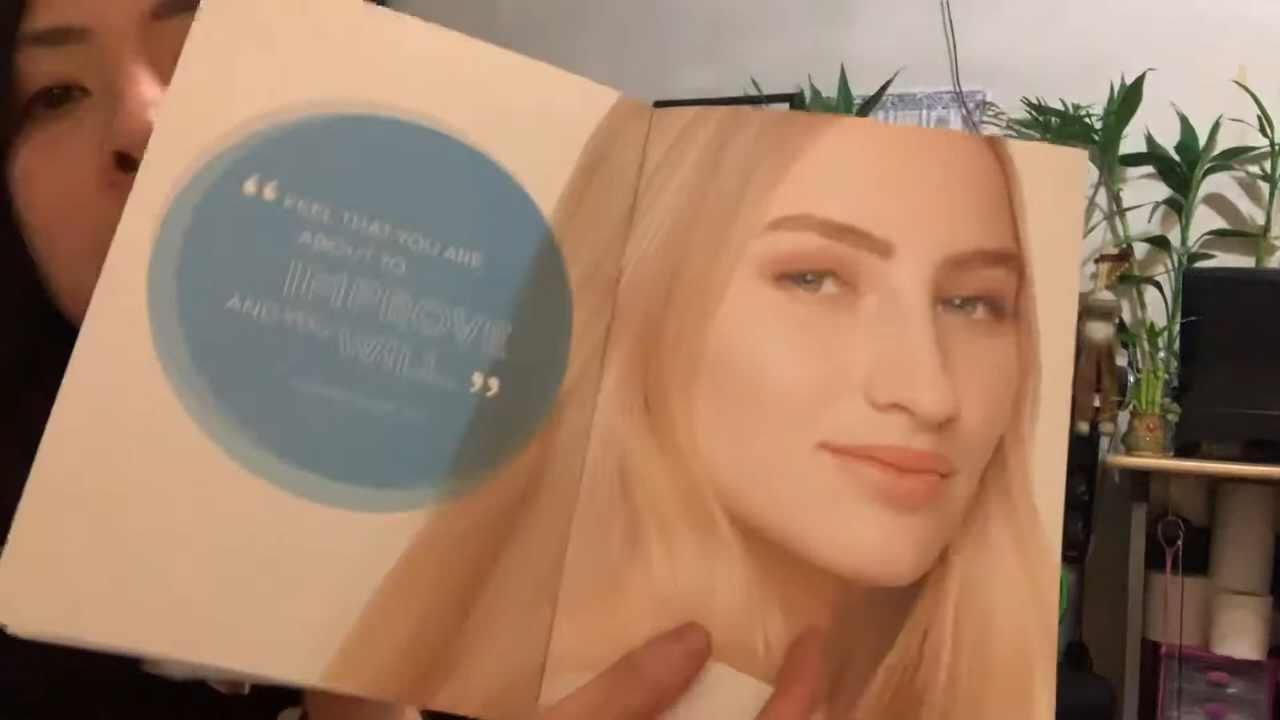 “ FEEL THAT YOU ARE
ABOUT TO
IMPROVE
AND YOU WILL ”